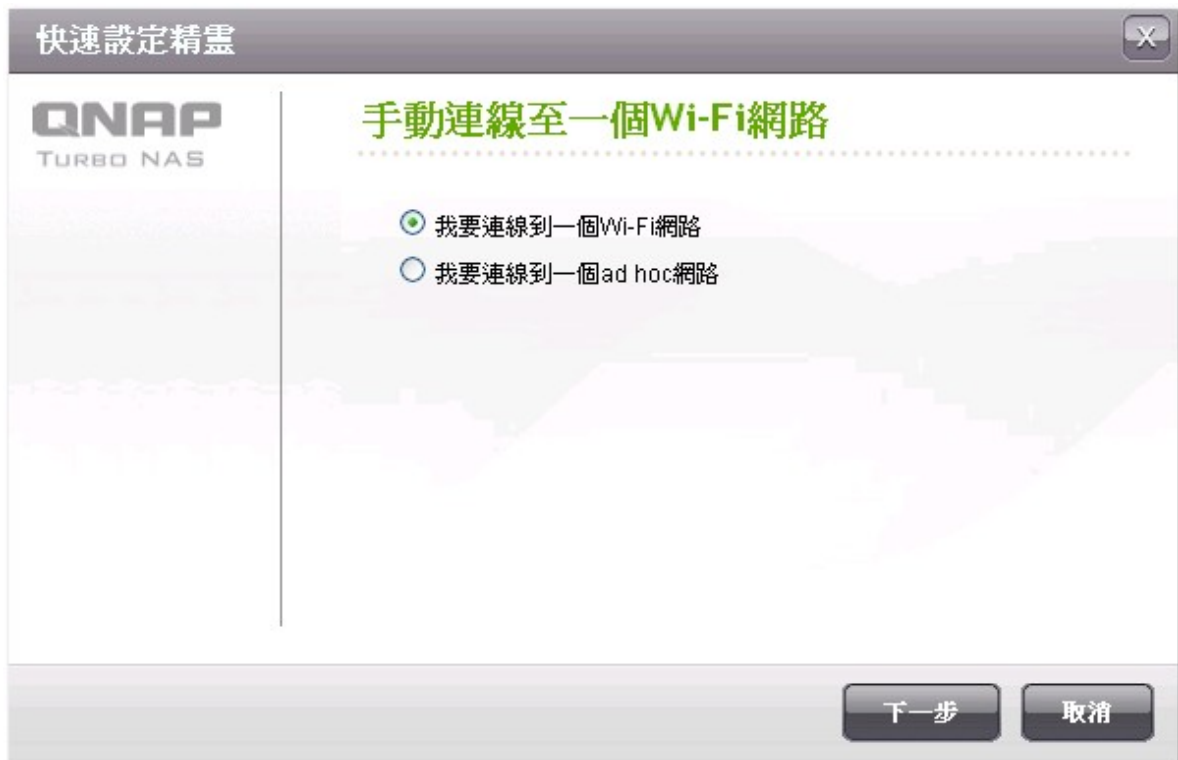 快速設定精靈
X
QNAP
TURBO NAS
手動連線至一個Wi-Fi網路
我要連線到一個Wi-Fi網路
我要連線到一個ad hoc網路
下一步
取消